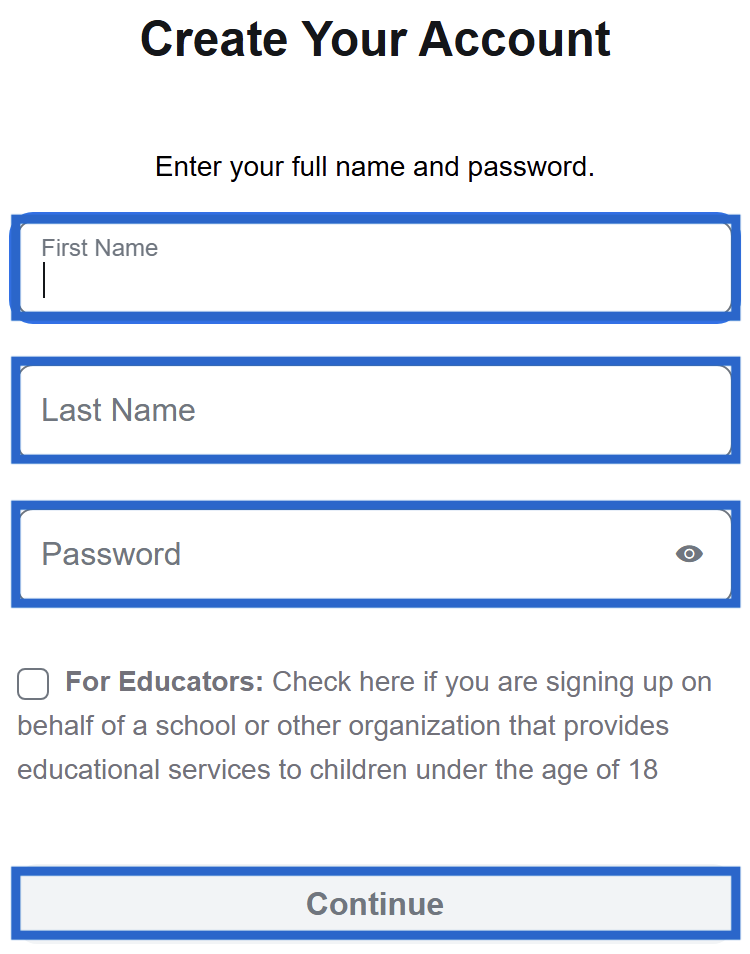 Create Your Account
Enter your full name and password.
First Name
Last Name
Password
For Educators: Check here if you are signing up on
behalf of a school or other organization that provides
educational services to children under the age of 18
Continue